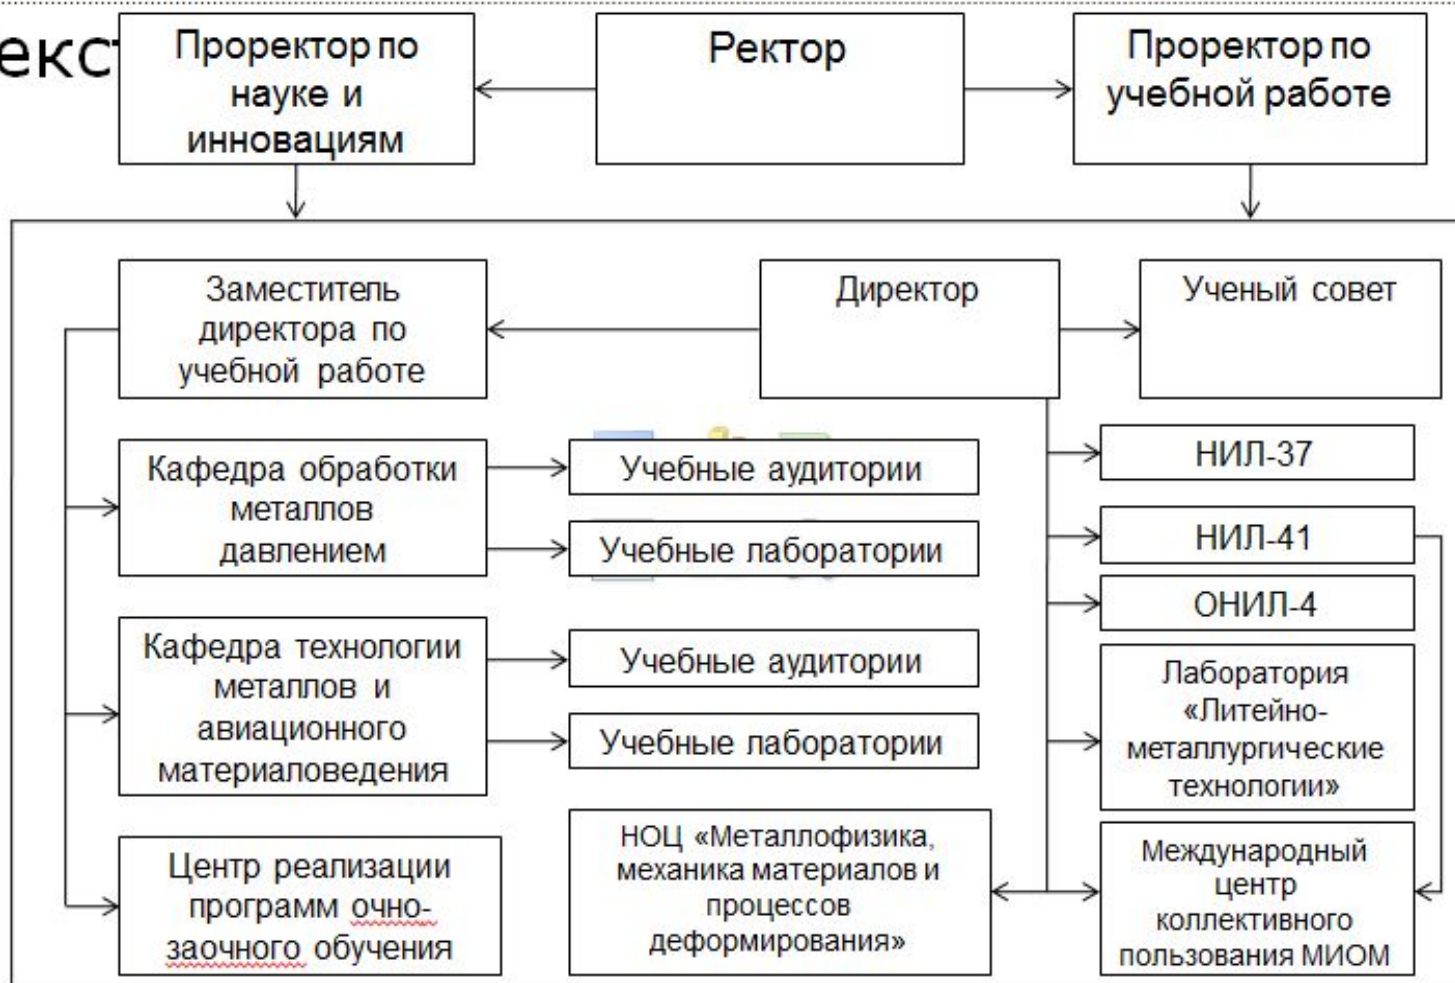 екст
Проректор по
науке и
инновациям
Ректор
Проректор по
учебной работе
Заместитель
директора по
учебной работе
Директор
Ученый совет
Кафедра обработки
металлов
давлением
Учебные аудитории
Учебные лаборатории
НИЛ-37
НИЛ-41
ОНИЛ-4
Кафедра технологии
металлов и
авиационного
материаловедения
Учебные аудитории
Учебные лаборатории
Лаборатория
«Литейно-
металлургические
технологии»
Центр реализации
программ очно-
заочного обучения
НОЦ «Металлофизика,
механика материалов и
процессов
деформирования»
Международный
центр
коллективного
пользования МИОМ